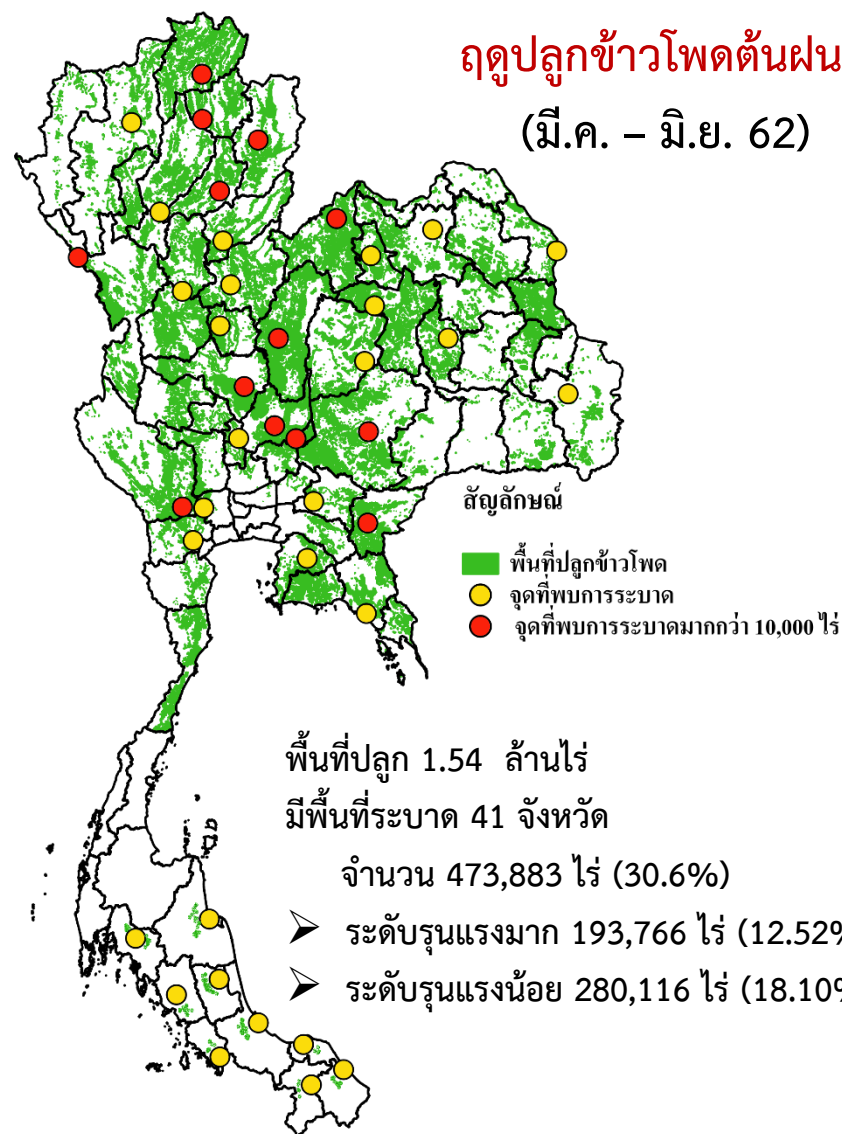 ฤดูปลูกข้าวโพดต้นฝน
(มี.ค. – มิ.ย. 62)
สัญลักษณ์
พื้นที่ปลูกข้าวโพด
จุดที่พบการระบาด
จุดที่พบการระบาดมากกว่า 10,000 ไร่
พื้นที่ปลูก 1.54 ล้านไร่
มีพื้นที่ระบาด 41 จังหวัด
จำนวน 473,883 ไร่ (30.6%)
➢ ระดับรุนแรงมาก 193,766 ไร่ (12.52%
➢ ระดับรุนแรงน้อย 280,116 ไร่ (18.10%